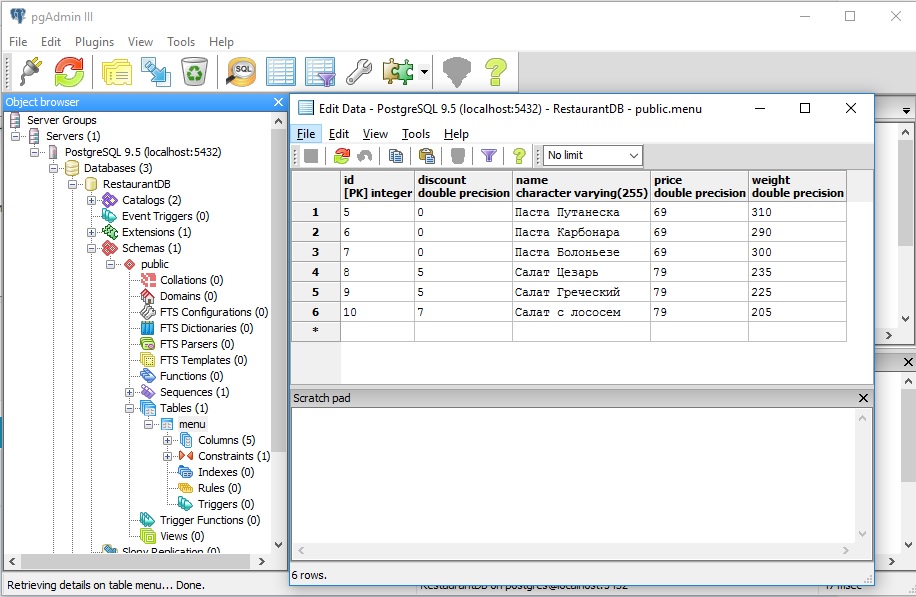 pgAdmin III
File Edit Plugins View Tools Help
SQL
Object browser
Server Groups
Servers (1)
PostgreSQL 9.5 (localhost:5432)
Databases (3)
RestaurantDB
Catalogs (2)
Event Triggers (0)
Extensions (1)
Schemas (1)
public
Collations (0)
Domains (0)
FTS Configurations (0)
FTS Dictionaries (0)
FTS Parsers (0)
FTS Templates (0)
Functions (0)
Sequences (1)
Tables (1)
menu
Columns (5)
Constraints (1)
Indexes (0)
Rules (0)
Triggers (0)
Trigger Functions (0)
Views (0)
Slony Replication (0)
Retrieving details on table menu... Done.
Edit Data - PostgreSQL 9.5 (localhost:5432) - RestaurantDB - public.menu
File Edit View Tools Help
No limit
id discount name price weight
[PK] integer double precision character varying(255) double precision double precision
1 5 0 Паста Путанеска 69 310
2 6 0 Паста Карбонара 69 290
3 7 0 Паста Волоньезе 69 300
4 8 5 Салат Цезарь 79 235
5 9 5 Салат Греческий 79 225
6 10 7 Салат с лососем 79 205
*
Scratch pad
6 rows.
RestaurantDB on postgres@localhost:5432
17 msec